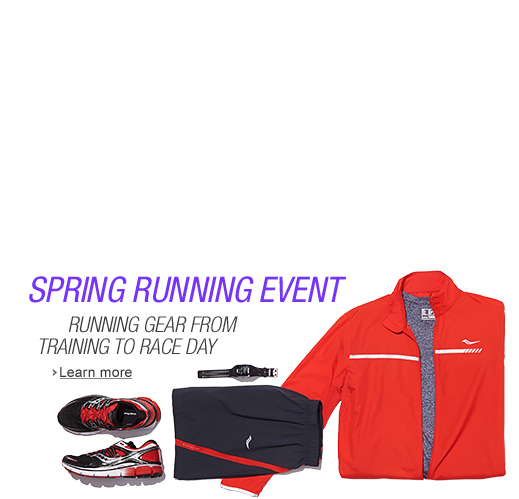 SPRING RUNNING EVENT
RUNNING GEAR FROM
TRAINING TO RACE DAY
› Learn more